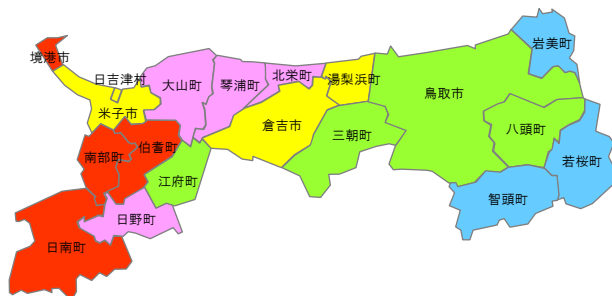 境港市
日吉津村
米子市
大山町
琴浦町
北栄町
湯梨浜町
鳥取市
岩美町
倉吉市
三朝町
八頭町
若桜町
智頭町
南部町
伯耆町
江府町
日野町
日南町